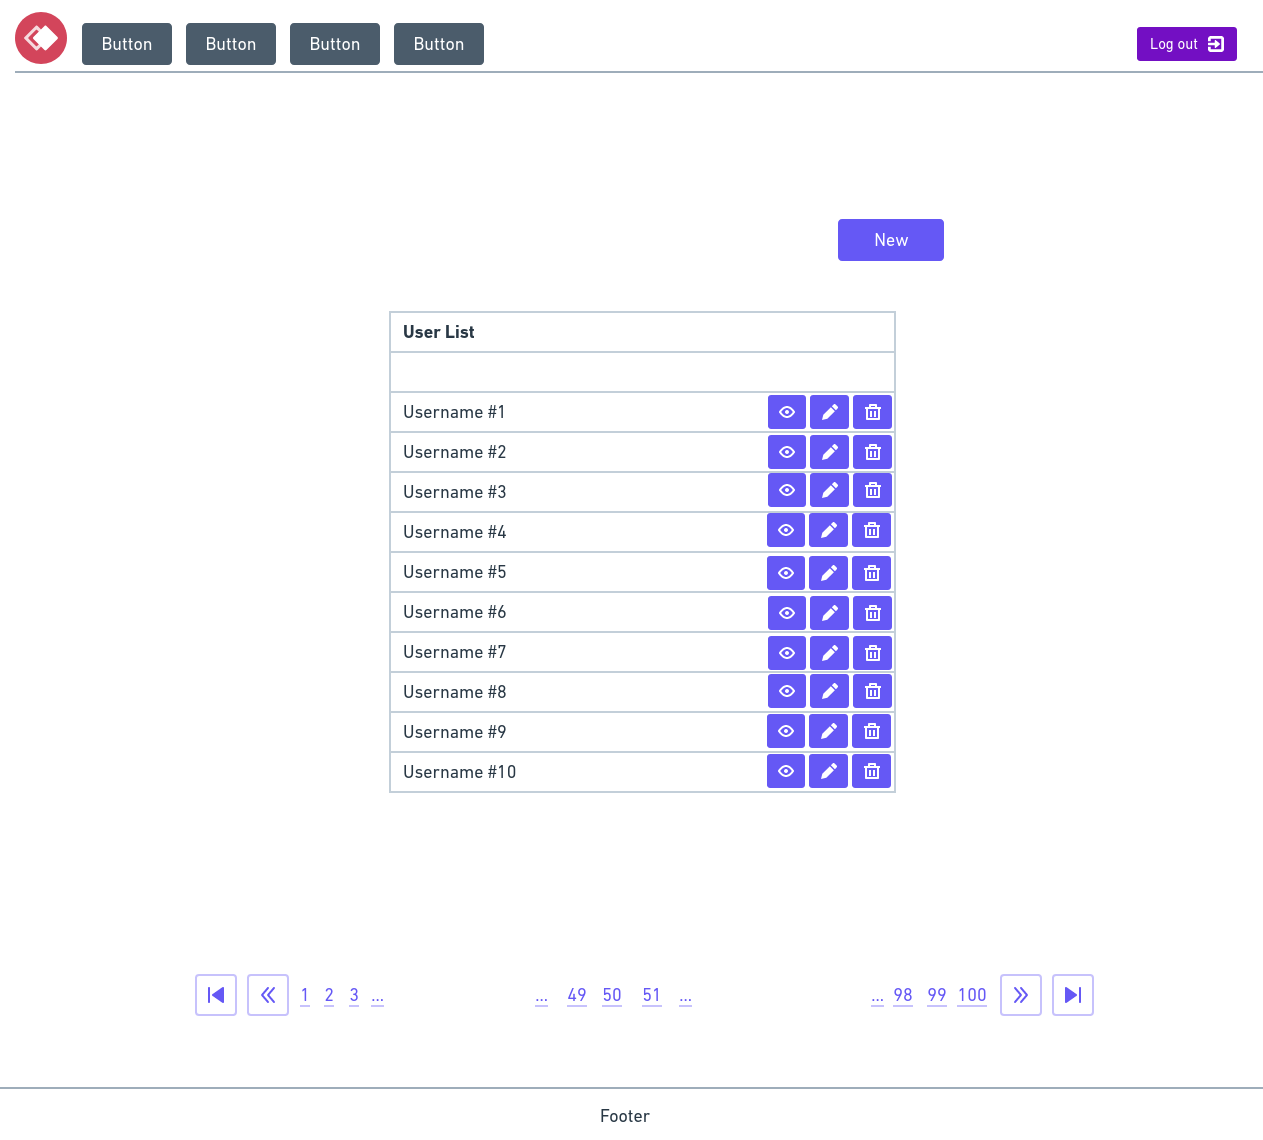 Button Button Button Button Log out
New
User List
Username #1
Username #2
Username #3
Username #4
Username #5
Username #6
Username #7
Username #8
Username #9
Username #10
1 2 3 ... ... 49 50 51 ... ... 98 99 100
Footer